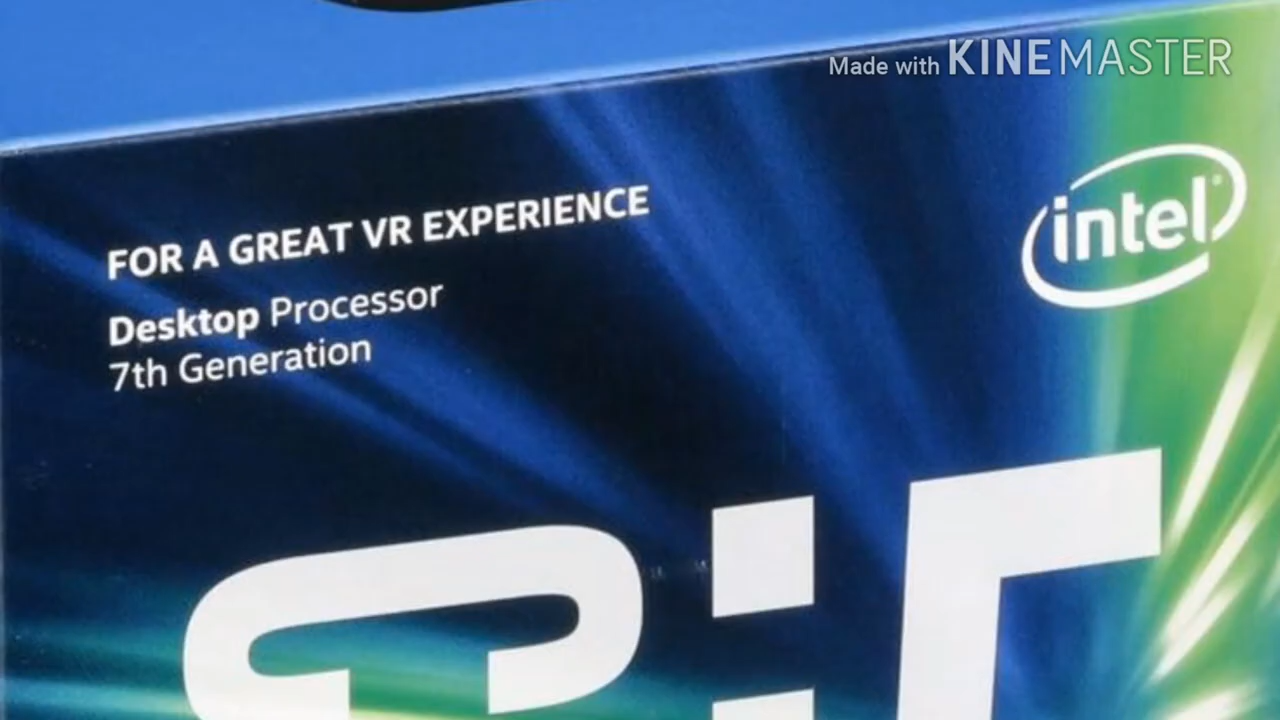 Made with KINEMASTER
intel
FOR A GREAT VR EXPERIENCE
Desktop Processor
7th Generation